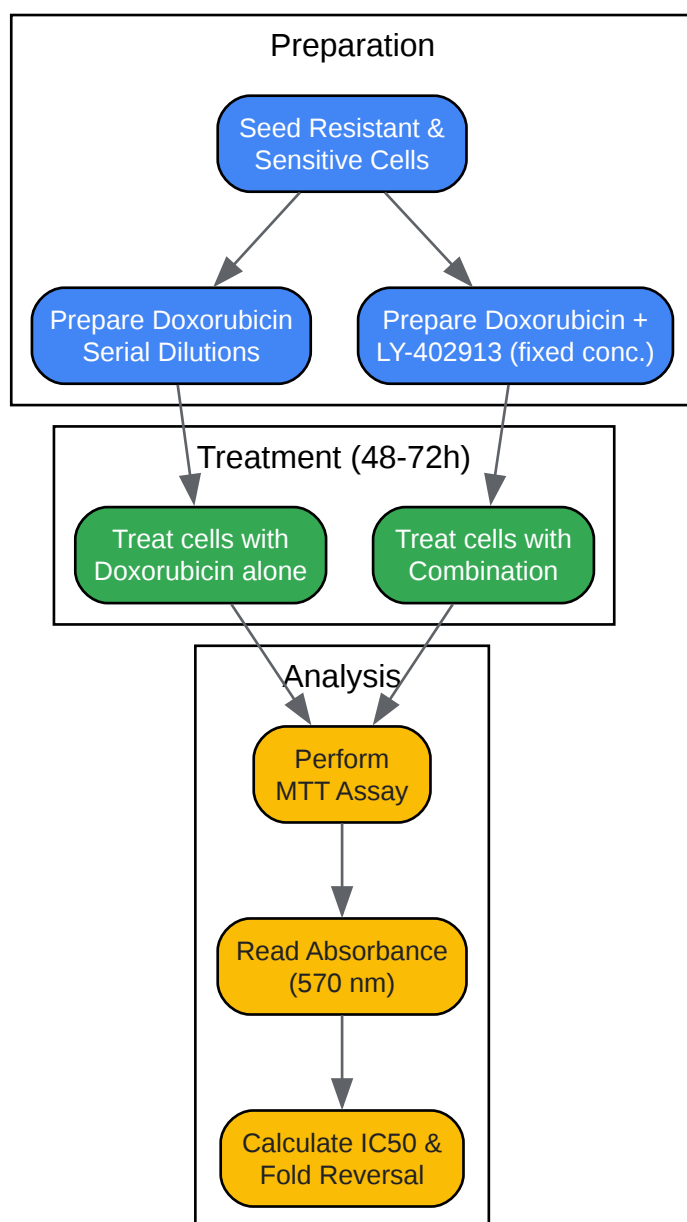 Preparation
Seed Resistant &
Sensitive Cells
Prepare Doxorubicin
Serial Dilutions
Prepare Doxorubicin +
LY-402913 (fixed conc.)
Treatment (48-72h)
Treat cells with
Doxorubicin alone
Treat cells with
Combination
Analysis
Perform
MTT Assay
Read Absorbance
(570 nm)
Calculate IC50 &
Fold Reversal